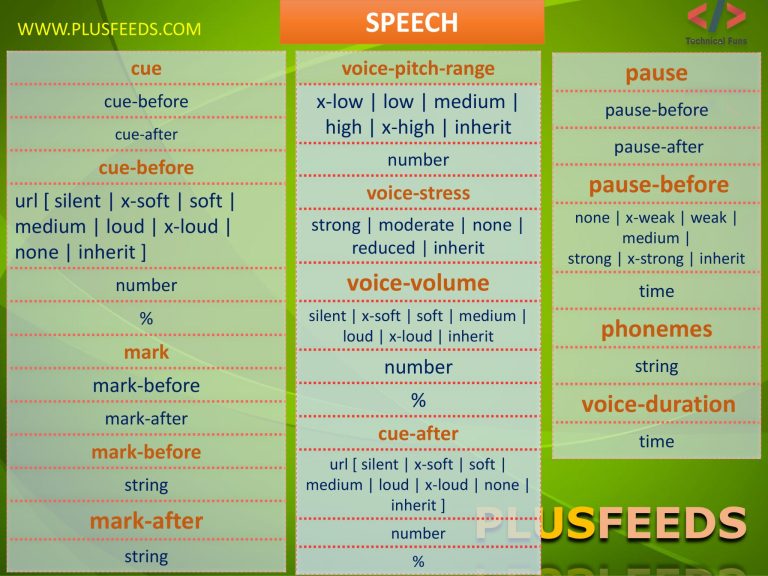 WWW.PLUSFEEDS.COM
SPEECH
Technical Funs
cue
cue-before
cue-after
cue-before
url [ silent | x-soft | soft |
medium | loud | x-loud |
none | inherit ]
number
%
mark
mark-before
mark-after
mark-before
string
mark-after
string
voice-pitch-range
x-low | low | medium |
high | x-high | inherit
number
voice-stress
strong | moderate | none |
reduced | inherit
voice-volume
silent | x-soft | soft | medium |
loud | x-loud | inherit
number
%
cue-after
url [ silent | x-soft | soft |
medium | loud | x-loud | none |
inherit ]
number
%
pause
pause-before
pause-after
pause-before
none | x-weak | weak |
medium |
strong | x-strong | inherit
time
phonemes
string
voice-duration
time
PLUSFEEDS